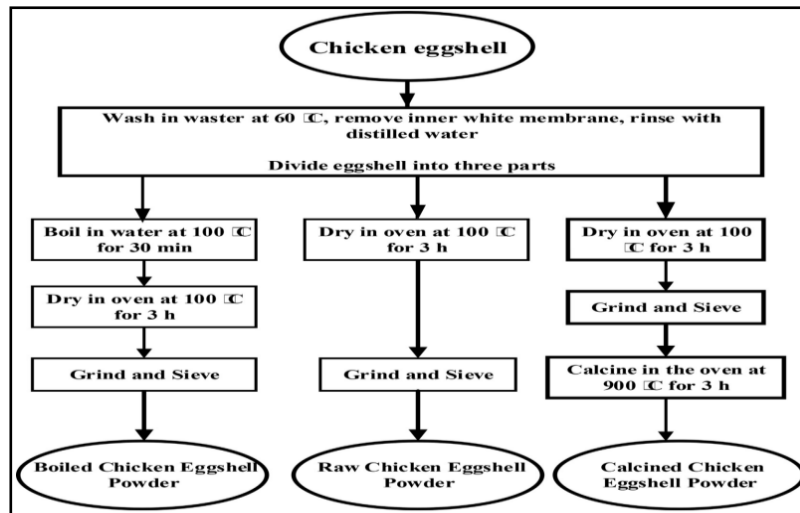 Chicken eggshell
Wash in waster at 60 °C, remove inner white membrane, rinse with
distilled water
Divide eggshell into three parts
Boil in water at 100 °C
for 30 min
Dry in oven at 100 °C
for 3 h
Grind and Sieve
Boiled Chicken Eggshell
Powder
Dry in oven at 100 °C
for 3 h
Grind and Sieve
Raw Chicken Eggshell
Powder
Dry in oven at 100
°C for 3 h
Grind and Sieve
Calcine in the oven at
900 °C for 3 h
Calcined Chicken
Eggshell Powder